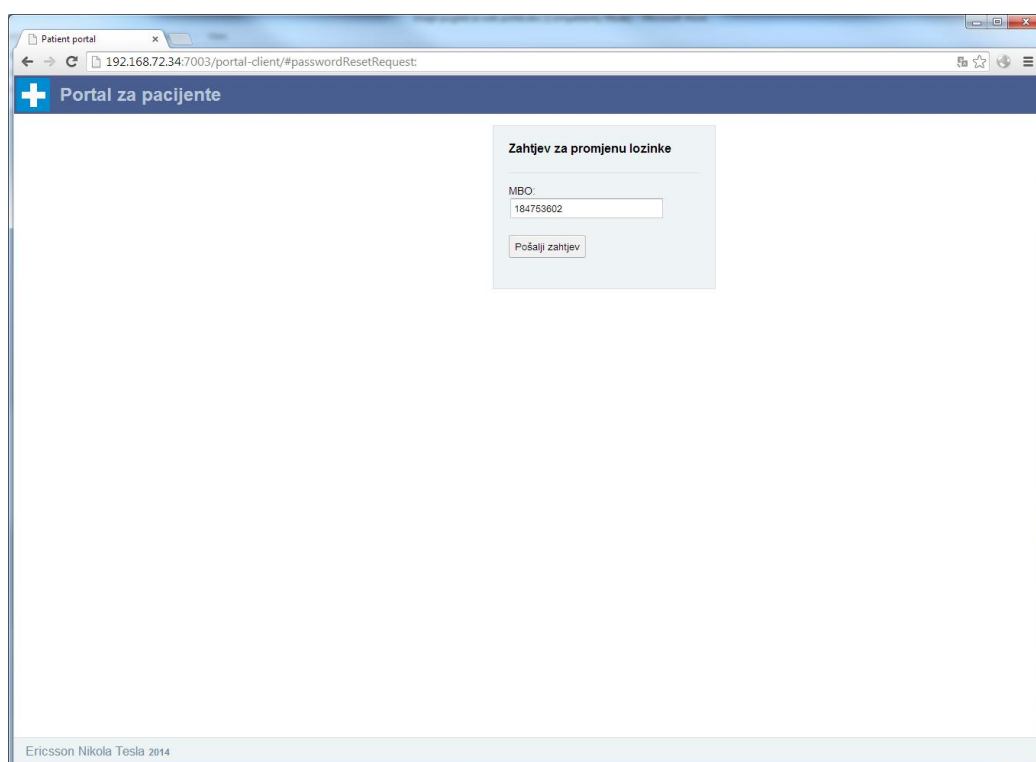 Patient portal
192.168.72.34:7003/portal-client/#passwordResetRequest:
Portal za pacijente
Zahtjev za promjenu lozinke
MBO:
184753602
Pošalji zahtjev
Ericsson Nikola Tesla 2014